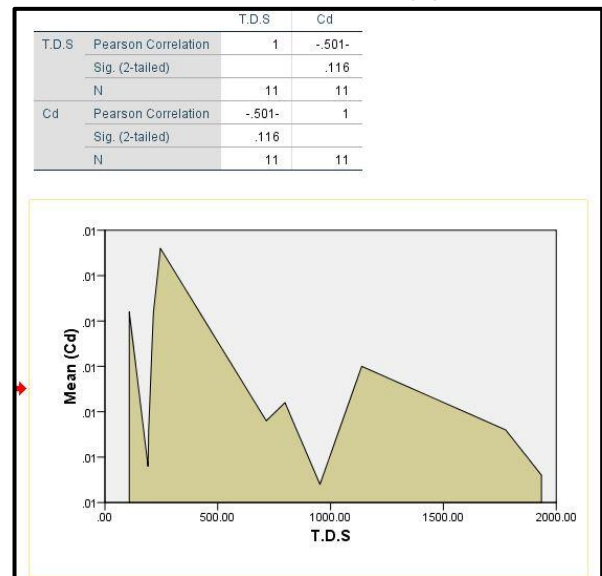 T.D.S Cd
T.D.S Pearson Correlation 1 -.501-
Sig. (2-tailed) .116
N 11 11
Cd Pearson Correlation -.501- 1
Sig. (2-tailed) .116
N 11 11
.01
.01
.01
.01
.01
.01
.01
Mean (Cd)
.00 500.00 1000.00 1500.00 2000.00
T.D.S